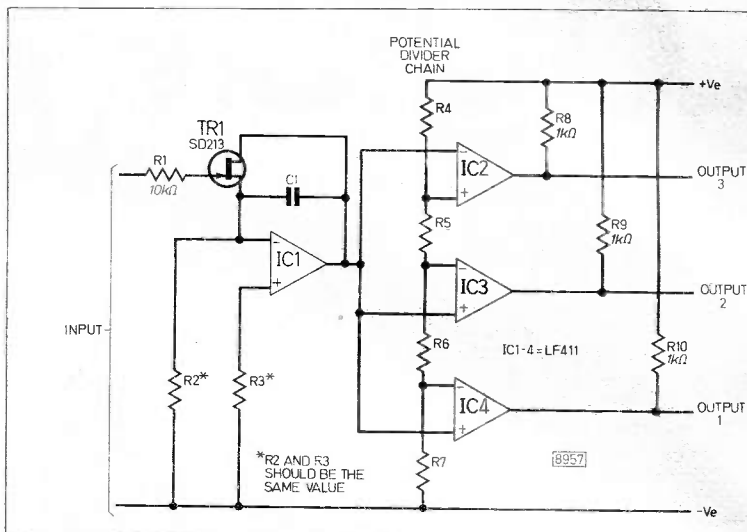 POTENTIAL
DIVIDER
CHAIN
+Ve
R4
R8
1kΩ
TR1
SD213
R1
10kΩ
C1
IC2
OUTPUT
3
R5
R9
1kΩ
IC1
IC3
OUTPUT
2
INPUT
R6
IC1-4=LF411
R10
1kΩ
R2*
R3*
IC4
OUTPUT
1
*R2 AND R3
SHOULD BE THE
SAME VALUE
R7
8957
-Ve
-
+
-
+
-
+
-
+